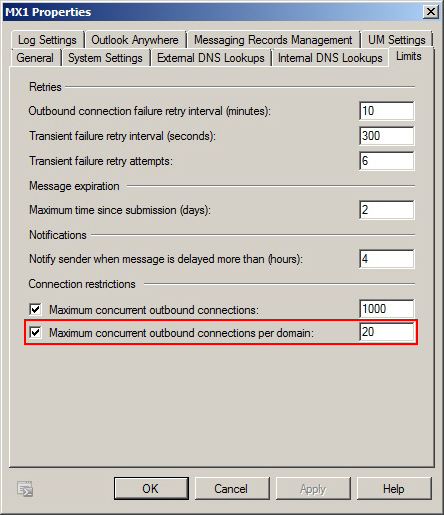 MX1 Properties
Log Settings Outlook Anywhere Messaging Records Management UM Settings
General System Settings External DNS Lookups Internal DNS Lookups Limits
Retries
Outbound connection failure retry interval (minutes): 10
Transient failure retry interval (seconds): 300
Transient failure retry attempts: 6
Message expiration
Maximum time since submission (days): 2
Notifications
Notify sender when message is delayed more than (hours): 4
Connection restrictions
Maximum concurrent outbound connections: 1000
Maximum concurrent outbound connections per domain: 20
OK Cancel Apply Help